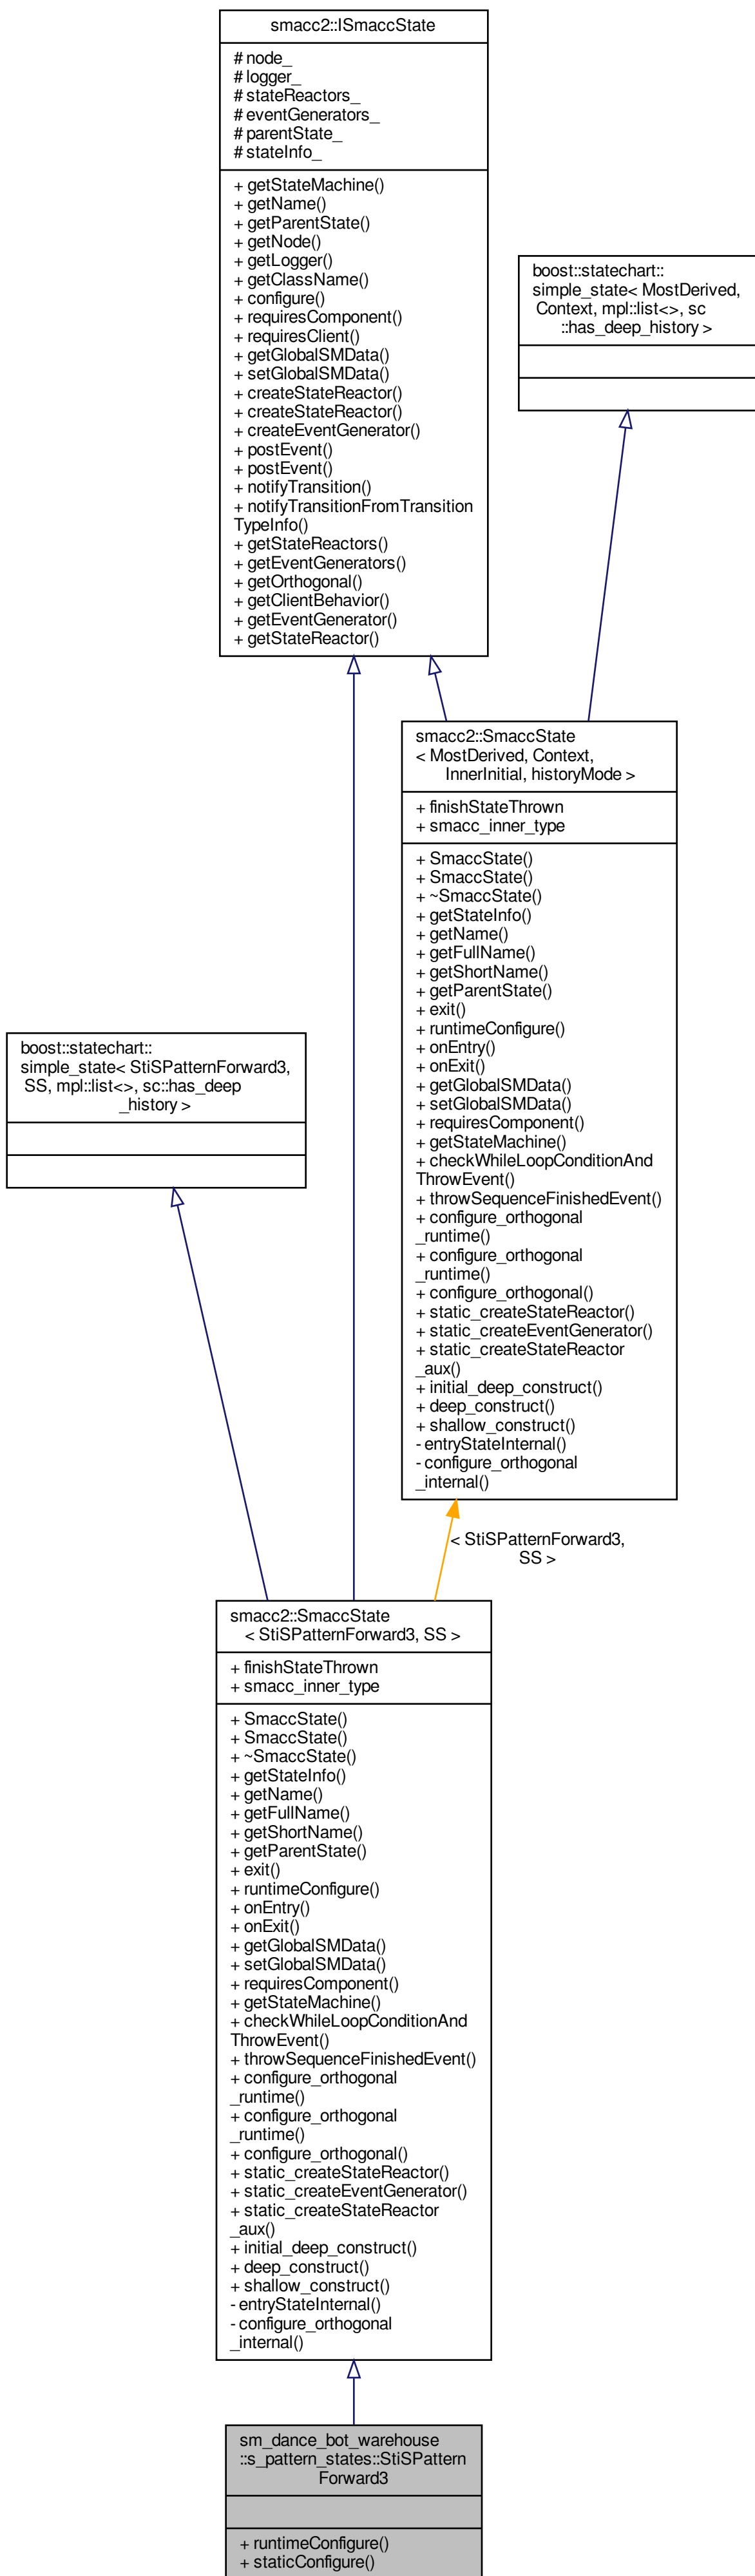 smacc2::ISmaccState
# node_
# logger_
# stateReactors_
# eventGenerators_
# parentState_
# stateInfo_
+ getStateMachine()
+ getName()
+ getParentState()
+ getNode()
+ getLogger()
+ getClassName()
+ configure()
+ requiresComponent()
+ requiresClient()
+ getGlobalSMData()
+ setGlobalSMData()
+ createStateReactor()
+ createStateReactor()
+ createEventGenerator()
+ postEvent()
+ postEvent()
+ notifyTransition()
+ notifyTransitionFromTransition
TypeInfo()
+ getStateReactors()
+ getEventGenerators()
+ getOrthogonal()
+ getClientBehavior()
+ getEventGenerator()
+ getStateReactor()
boost::statechart::
simple_state< MostDerived,
Context, mpl::list<>, sc
::has_deep_history >
smacc2::SmaccState
< MostDerived, Context,
InnerInitial, historyMode >
+ finishStateThrown
+ smacc_inner_type
+ SmaccState()
+ SmaccState()
+ ~SmaccState()
+ getStateInfo()
+ getName()
+ getFullName()
+ getShortName()
+ getParentState()
+ exit()
+ runtimeConfigure()
+ onEntry()
+ onExit()
+ getGlobalSMData()
+ setGlobalSMData()
+ requiresComponent()
+ getStateMachine()
+ checkWhileLoopConditionAnd
ThrowEvent()
+ throwSequenceFinishedEvent()
+ configure_orthogonal
_runtime()
+ configure_orthogonal
_runtime()
+ configure_orthogonal()
+ static_createStateReactor()
+ static_createEventGenerator()
+ static_createStateReactor
_aux()
+ initial_deep_construct()
+ deep_construct()
+ shallow_construct()
- entryStateInternal()
- configure_orthogonal
_internal()
boost::statechart::
simple_state< StiSPatternForward3,
SS, mpl::list<>, sc::has_deep
_history >
< StiSPatternForward3,
SS >
smacc2::SmaccState
< StiSPatternForward3, SS >
+ finishStateThrown
+ smacc_inner_type
+ SmaccState()
+ SmaccState()
+ ~SmaccState()
+ getStateInfo()
+ getName()
+ getFullName()
+ getShortName()
+ getParentState()
+ exit()
+ runtimeConfigure()
+ onEntry()
+ onExit()
+ getGlobalSMData()
+ setGlobalSMData()
+ requiresComponent()
+ getStateMachine()
+ checkWhileLoopConditionAnd
ThrowEvent()
+ throwSequenceFinishedEvent()
+ configure_orthogonal
_runtime()
+ configure_orthogonal
_runtime()
+ configure_orthogonal()
+ static_createStateReactor()
+ static_createEventGenerator()
+ static_createStateReactor
_aux()
+ initial_deep_construct()
+ deep_construct()
+ shallow_construct()
- entryStateInternal()
- configure_orthogonal
_internal()
sm_dance_bot_warehouse
::s_pattern_states::StiSPattern
Forward3
+ runtimeConfigure()
+ staticConfigure()